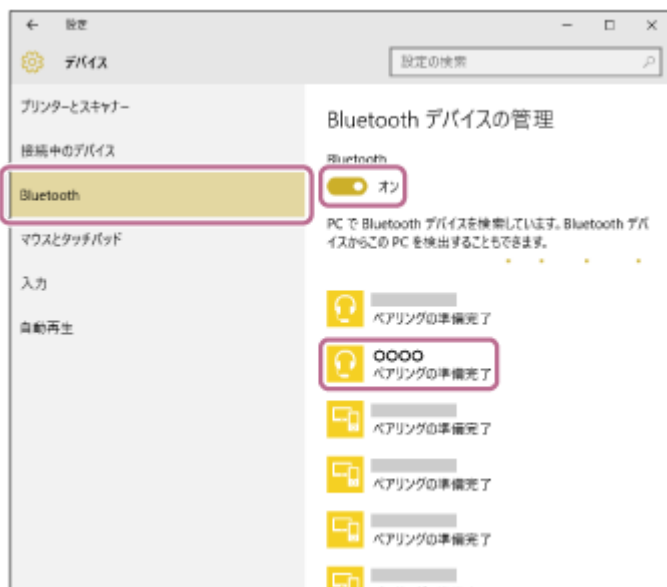 設定
デバイス
設定の検索
プリンターとスキャナー
接続中のデバイス
Bluetooth
マウスとタッチパッド
入力
自動再生
Bluetooth デバイスの管理
Bluetooth
オン
PC で Bluetooth デバイスを検索しています。Bluetooth デバ
イスからこの PC を検出することもできます。
ペアリングの準備完了
OOOO
ペアリングの準備完了
ペアリングの準備完了
ペアリングの準備完了
ペアリングの準備完了